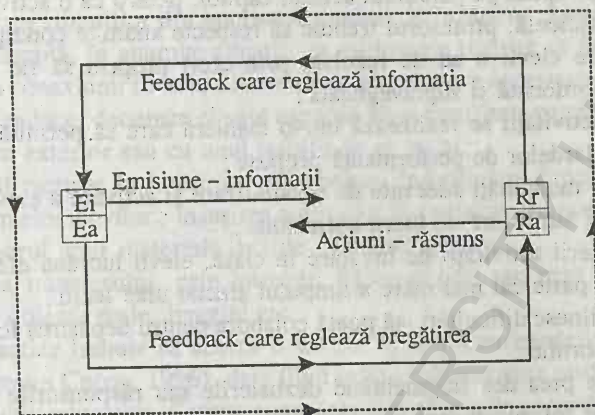 Feedback care reglează informaţia
Emisiune – informaţii
Ei
Rr
Ea
Ra
Acţiuni – răspuns
Feedback care reglează pregătirea